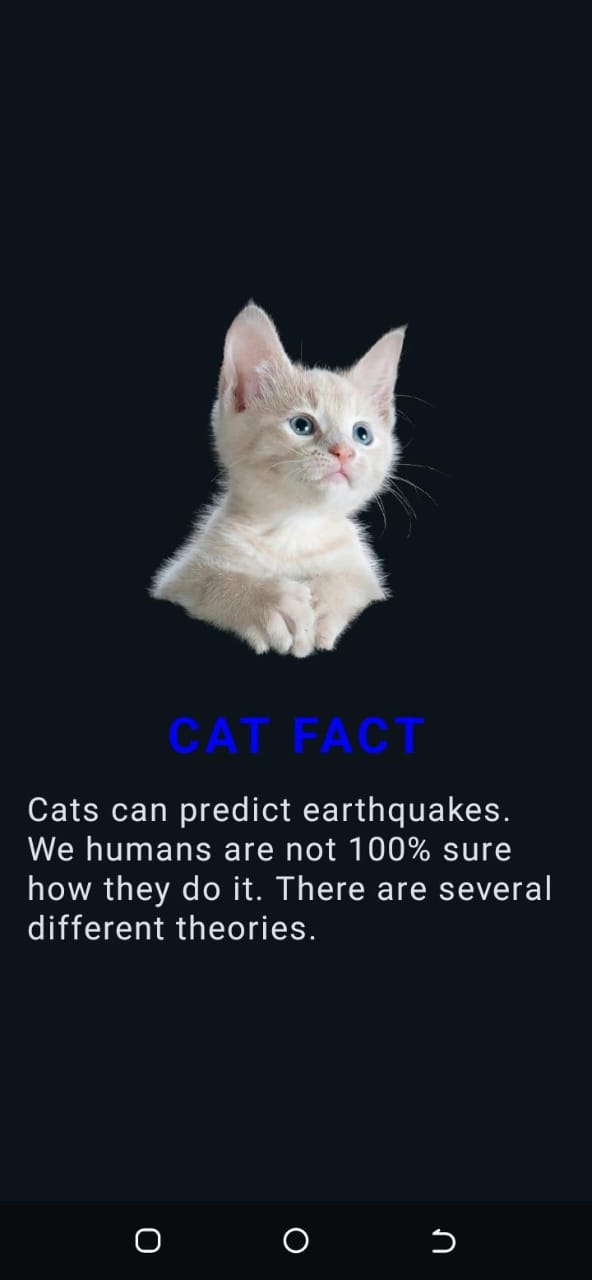 CAT FACT
Cats can predict earthquakes.
We humans are not 100% sure
how they do it. There are several
different theories.